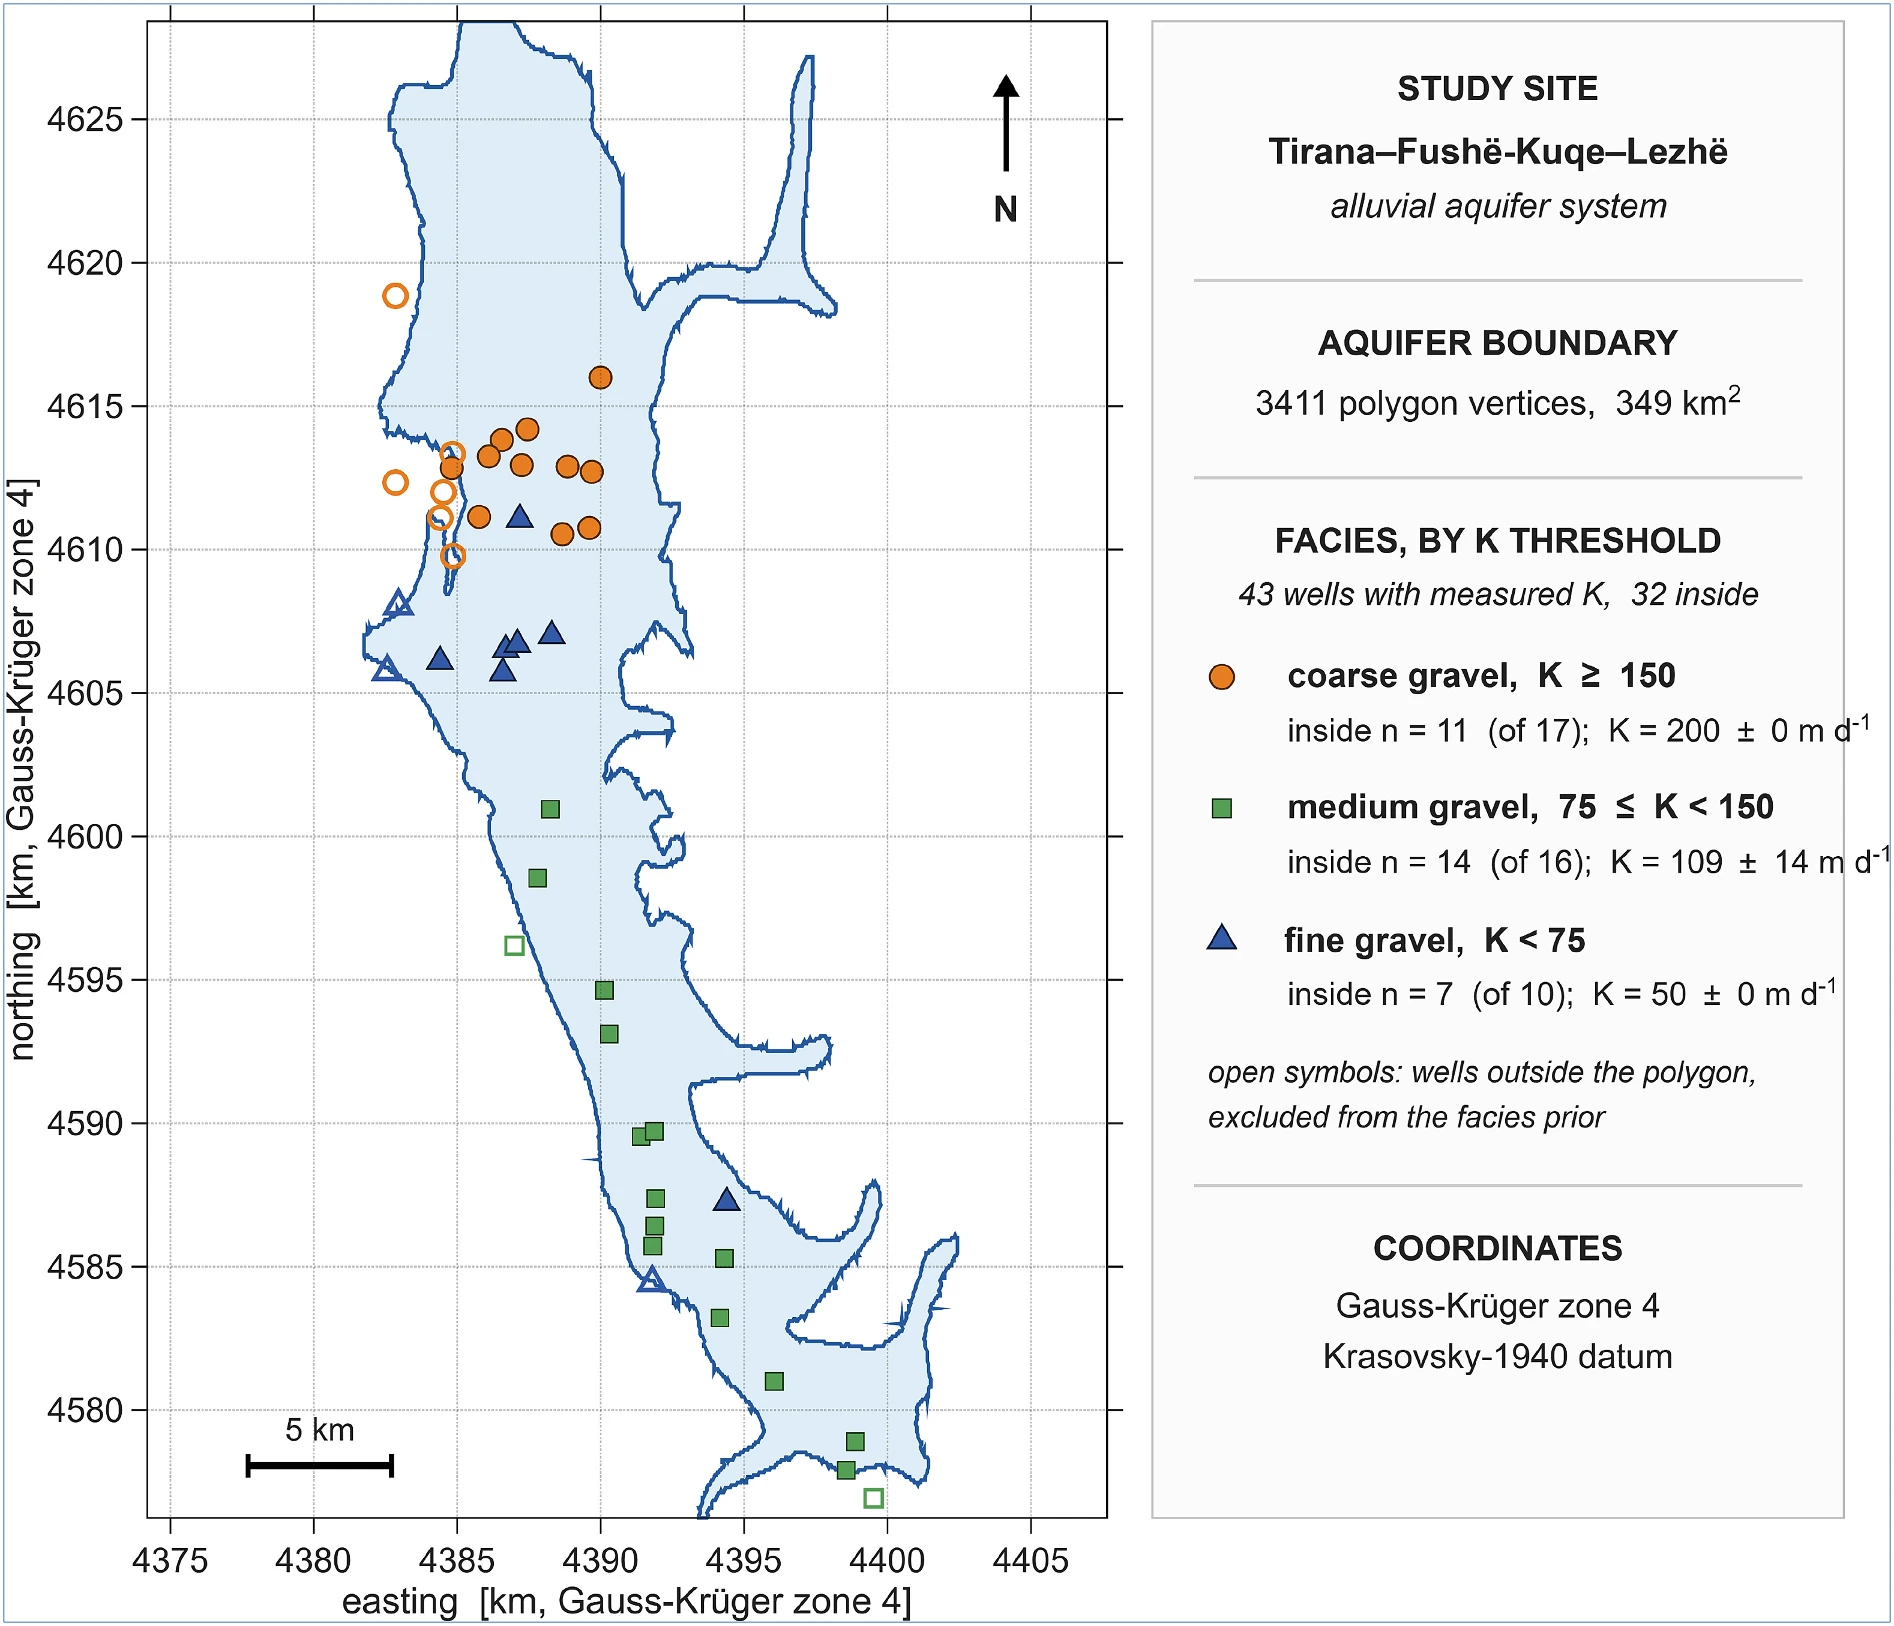 4625
4620
4615
4610
4605
4600
4595
4590
4585
4580
northing [km, Gauss-Krüger zone 4]
N
5 km
4375 4380 4385 4390 4395 4400 4405
easting [km, Gauss-Krüger zone 4]
STUDY SITE
Tirana–Fushë-Kuqe–Lezhë
alluvial aquifer system
AQUIFER BOUNDARY
3411 polygon vertices, 349 km²
FACIES, BY K THRESHOLD
43 wells with measured K, 32 inside
coarse gravel, K ≥ 150
inside n = 11 (of 17); K = 200 ± 0 m d⁻¹
medium gravel, 75 ≤ K < 150
inside n = 14 (of 16); K = 109 ± 14 m d⁻¹
fine gravel, K < 75
inside n = 7 (of 10); K = 50 ± 0 m d⁻¹
open symbols: wells outside the polygon,
excluded from the facies prior
COORDINATES
Gauss-Krüger zone 4
Krasovsky-1940 datum